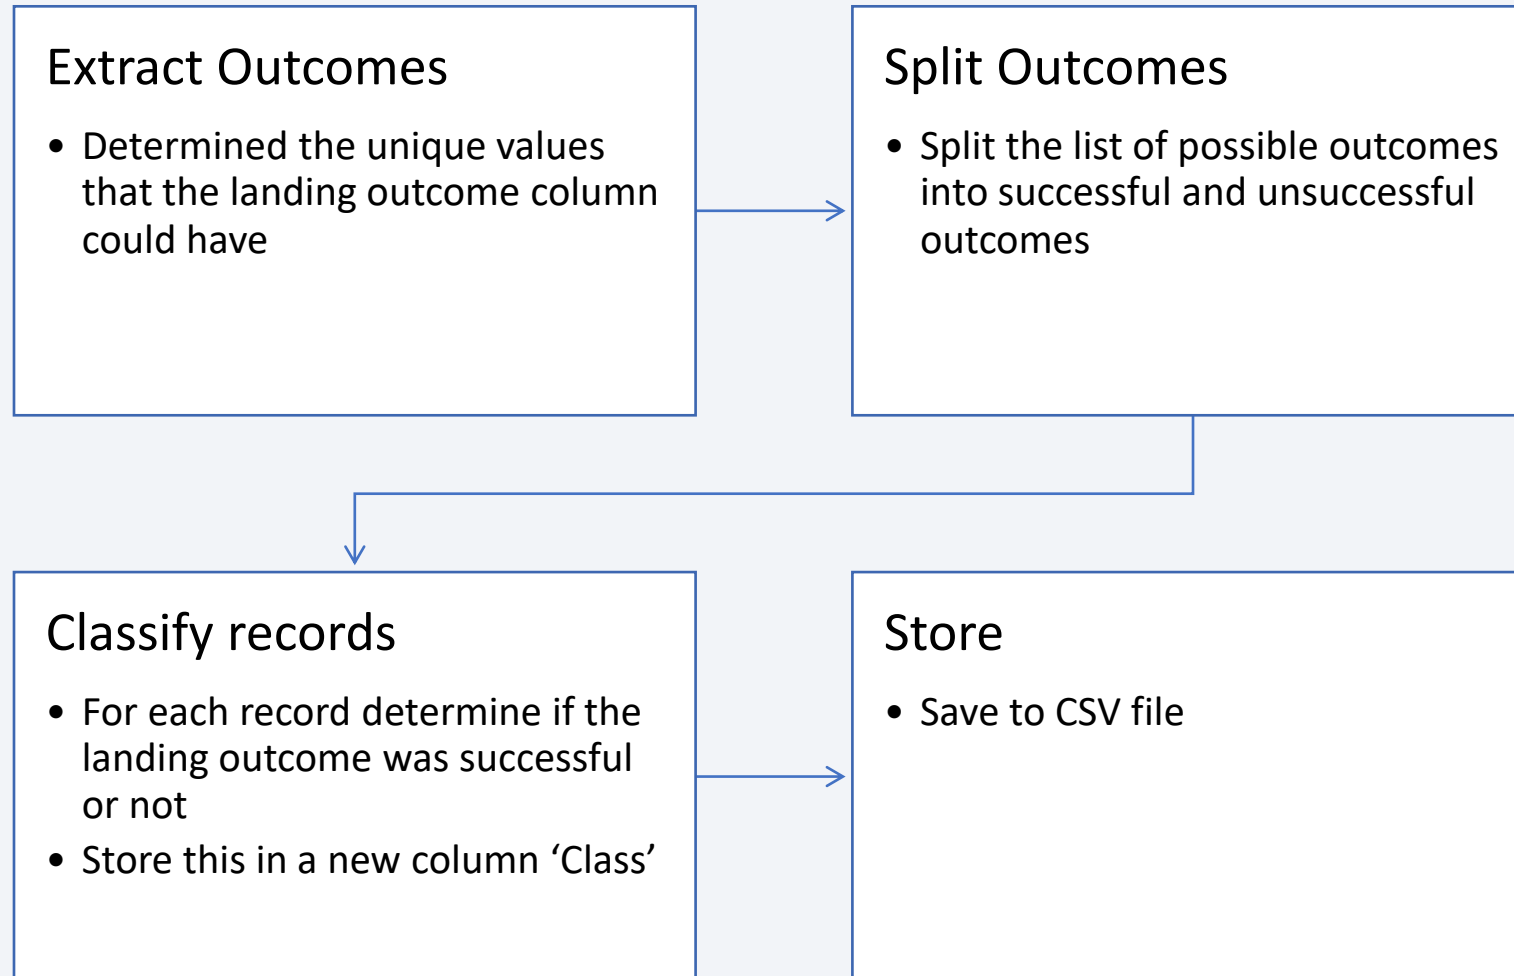 Extract Outcomes
• Determined the unique values
that the landing outcome column
could have
Split Outcomes
• Split the list of possible outcomes
into successful and unsuccessful
outcomes
Classify records
• For each record determine if the
landing outcome was successful
or not
• Store this in a new column ‘Class’
Store
• Save to CSV file